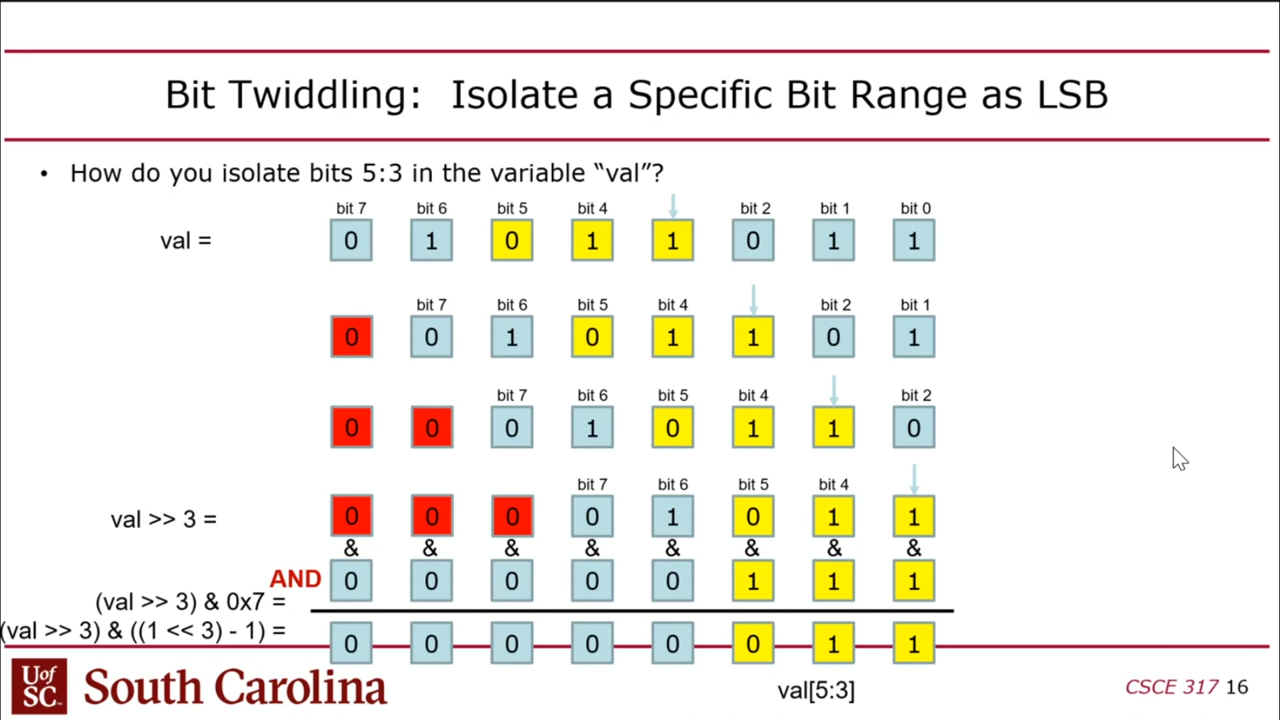 Bit Twiddling: Isolate a Specific Bit Range as LSB
• How do you isolate bits 5:3 in the variable “val”?
bit 7 bit 6 bit 5 bit 4 bit 2 bit 1 bit 0
val = 0 1 0 1 1 0 1 1
bit 7 bit 6 bit 5 bit 4 bit 2 bit 1
0 0 1 0 1 1 0 1
bit 7 bit 6 bit 5 bit 4 bit 2
0 0 0 1 0 1 1 0
bit 7 bit 6 bit 5 bit 4
val >> 3 = 0 0 0 0 1 0 1 1
& & & & & & & &
AND 0 0 0 0 0 1 1 1
(val >> 3) & 0x7 =
(val >> 3) & ((1 << 3) - 1) = 0 0 0 0 0 0 1 1
UofSC South Carolina
val[5:3]
CSCE 317 16